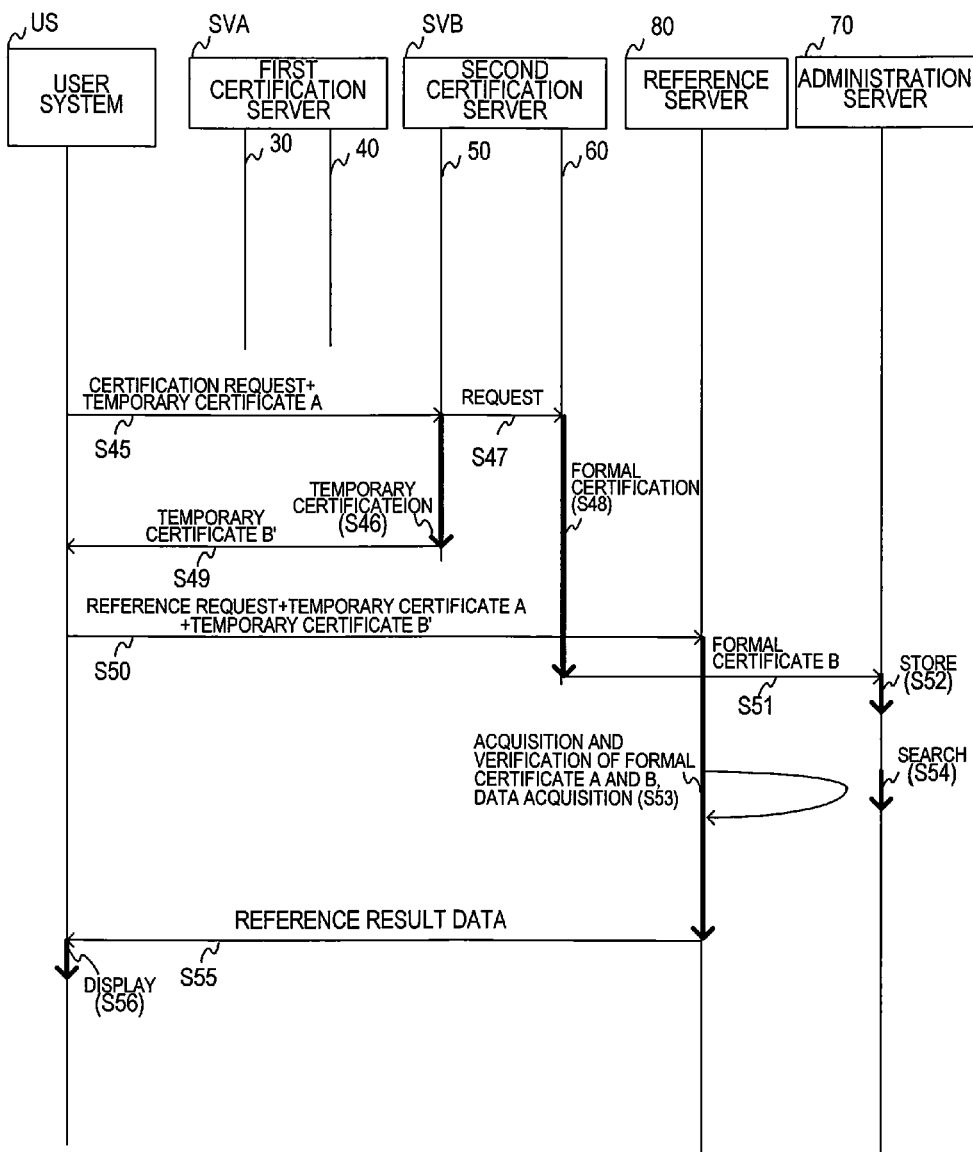 US
SVA
SVB
80
70
USER
SYSTEM
FIRST
CERTIFICATION
SERVER
SECOND
CERTIFICATION
SERVER
REFERENCE
SERVER
ADMINISTRATION
SERVER
30
40
50
60
CERTIFICATION REQUEST+
TEMPORARY CERTIFICATE A
REQUEST
S45
S47
TEMPORARY
CERTIFICATEION
(S46)
FORMAL
CERTIFICATION
(S48)
TEMPORARY
CERTIFICATE B'
S49
REFERENCE REQUEST+TEMPORARY CERTIFICATE A
+TEMPORARY CERTIFICATE B'
S50
FORMAL
CERTIFICATE B
S51
STORE
(S52)
ACQUISITION AND
VERIFICATION OF FORMAL
CERTIFICATE A AND B,
DATA ACQUISITION (S53)
SEARCH
(S54)
REFERENCE RESULT DATA
S55
DISPLAY
(S56)